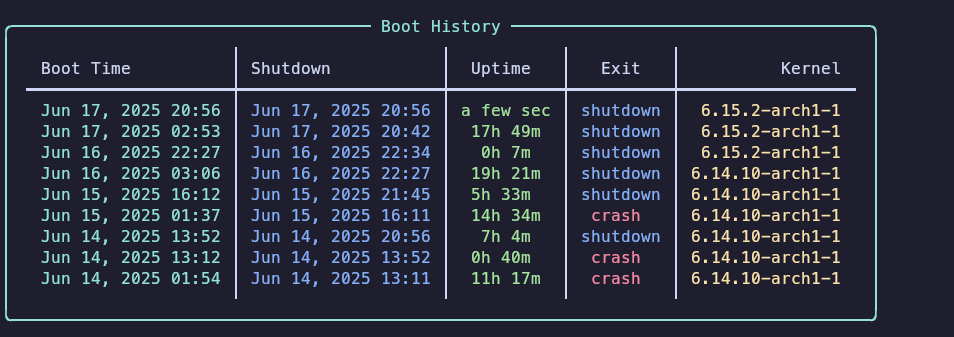 Boot History
Boot Time Shutdown Uptime Exit Kernel
Jun 17, 2025 20:56 Jun 17, 2025 20:56 a few sec shutdown 6.15.2-arch1-1
Jun 17, 2025 02:53 Jun 17, 2025 20:42 17h 49m shutdown 6.15.2-arch1-1
Jun 16, 2025 22:27 Jun 16, 2025 22:34 0h 7m shutdown 6.15.2-arch1-1
Jun 16, 2025 03:06 Jun 16, 2025 22:27 19h 21m shutdown 6.14.10-arch1-1
Jun 15, 2025 16:12 Jun 15, 2025 21:45 5h 33m shutdown 6.14.10-arch1-1
Jun 15, 2025 01:37 Jun 15, 2025 16:11 14h 34m crash 6.14.10-arch1-1
Jun 14, 2025 13:52 Jun 14, 2025 20:56 7h 4m shutdown 6.14.10-arch1-1
Jun 14, 2025 13:12 Jun 14, 2025 13:52 0h 40m crash 6.14.10-arch1-1
Jun 14, 2025 01:54 Jun 14, 2025 13:11 11h 17m crash 6.14.10-arch1-1